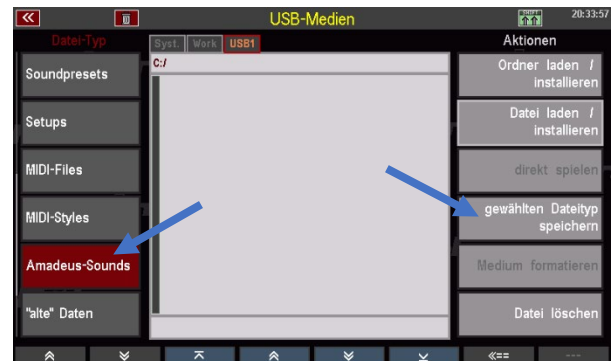 USB-Medien
SHIFT
20:33:57
Datei-Typ
Syst. Work USB1
Aktionen
C:/
Soundpresets
Setups
MIDI-Files
MIDI-Styles
Amadeus-Sounds
"alte" Daten
Ordner laden /
installieren
Datei laden /
installieren
direkt spielen
gewählten Dateityp
speichern
Medium formatieren
Datei löschen
«==
---